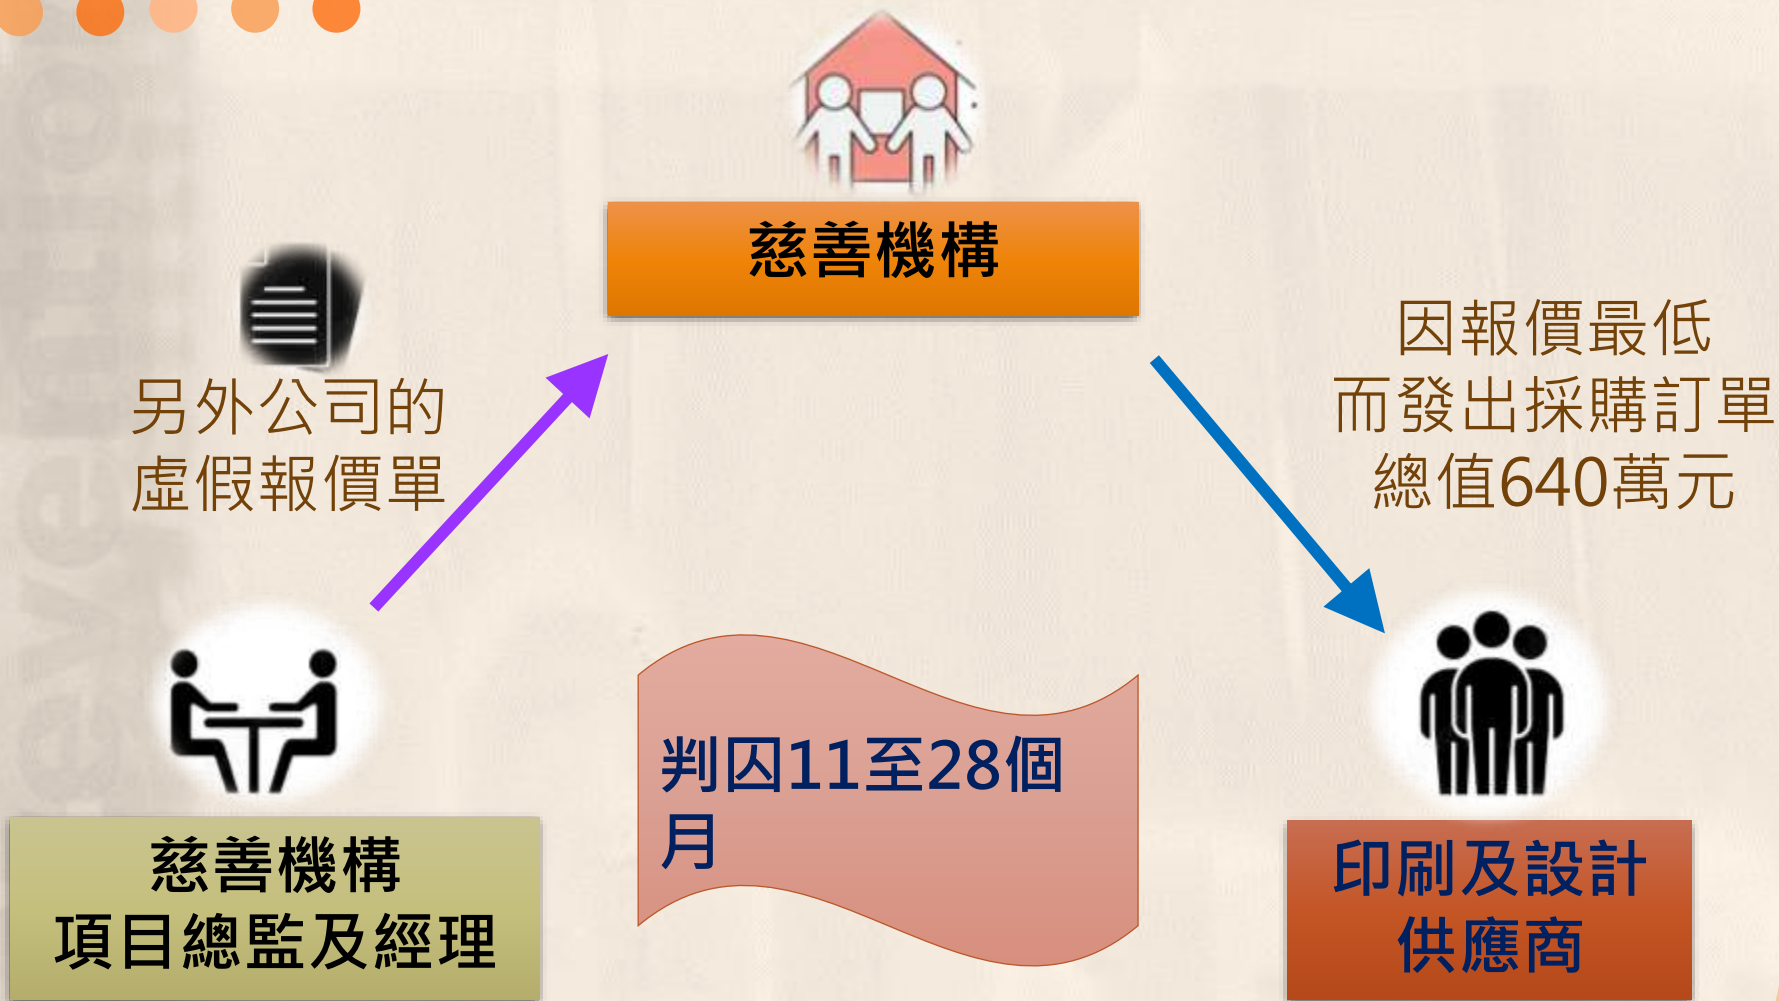 慈善機構
另外公司的
虛假報價單
因報價最低
而發出採購訂單
總值640萬元
判囚11至28個
月
慈善機構
項目總監及經理
印刷及設計
供應商